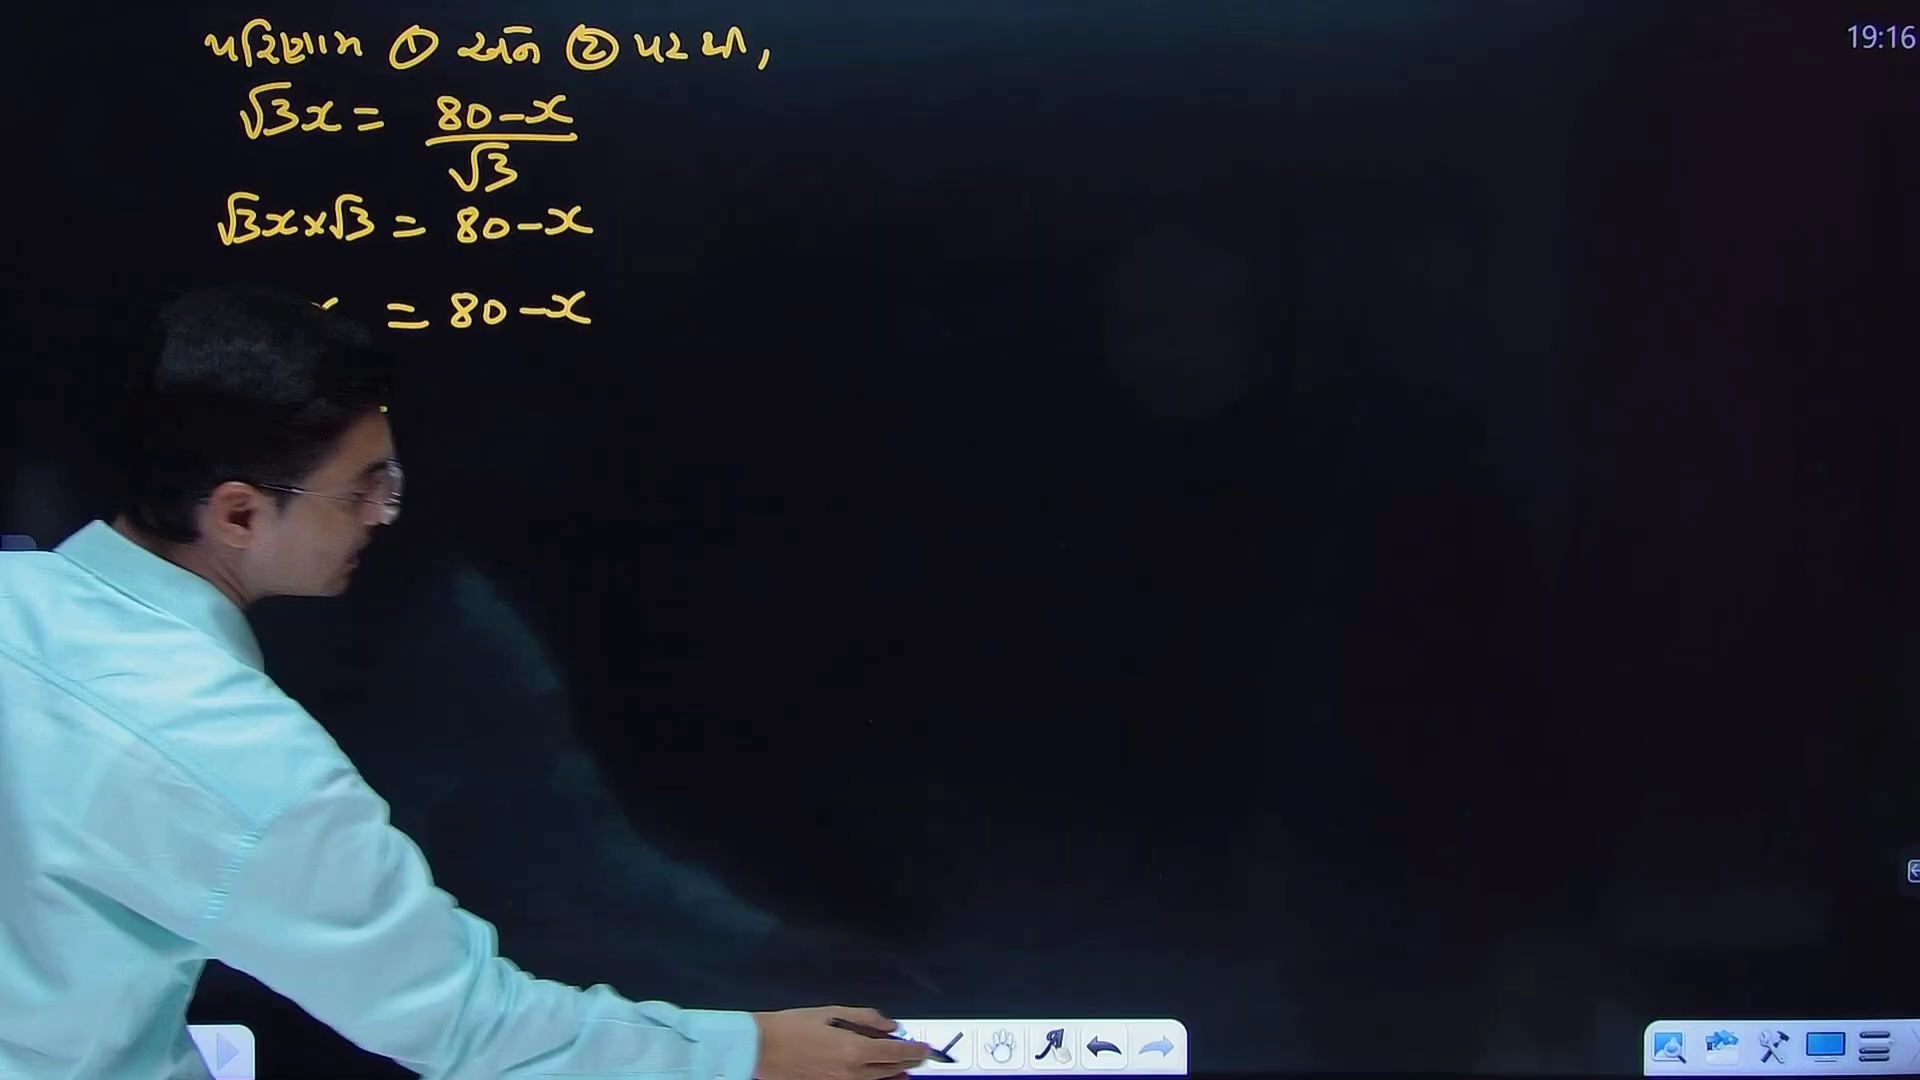 પરિણામ ① અને ② પરથી,
√3x = (80-x)/√3
√3x×√3 = 80-x
x = 80-x
19:16